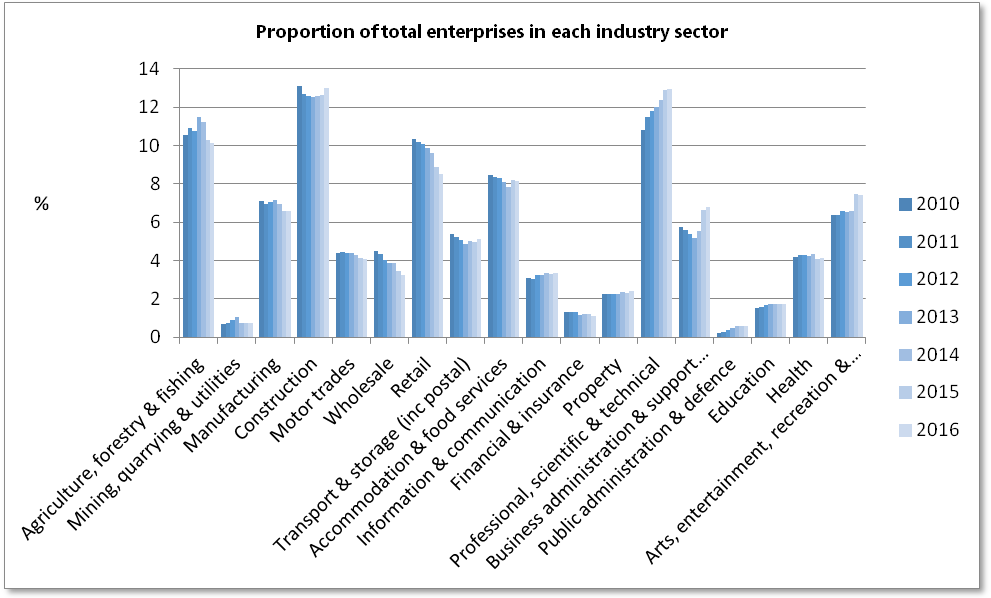 Proportion of total enterprises in each industry sector
14
12
10
8
6
4
2
0
%
Agriculture, forestry & fishing
Mining, quarrying & utilities
Manufacturing
Construction
Motor trades
Wholesale
Retail
Transport & storage (inc postal)
Accommodation & food services
Information & communication
Financial & insurance
Property
Professional, scientific & technical
Business administration & support...
Public administration & defence
Education
Health
Arts, entertainment, recreation &...
2010
2011
2012
2013
2014
2015
2016